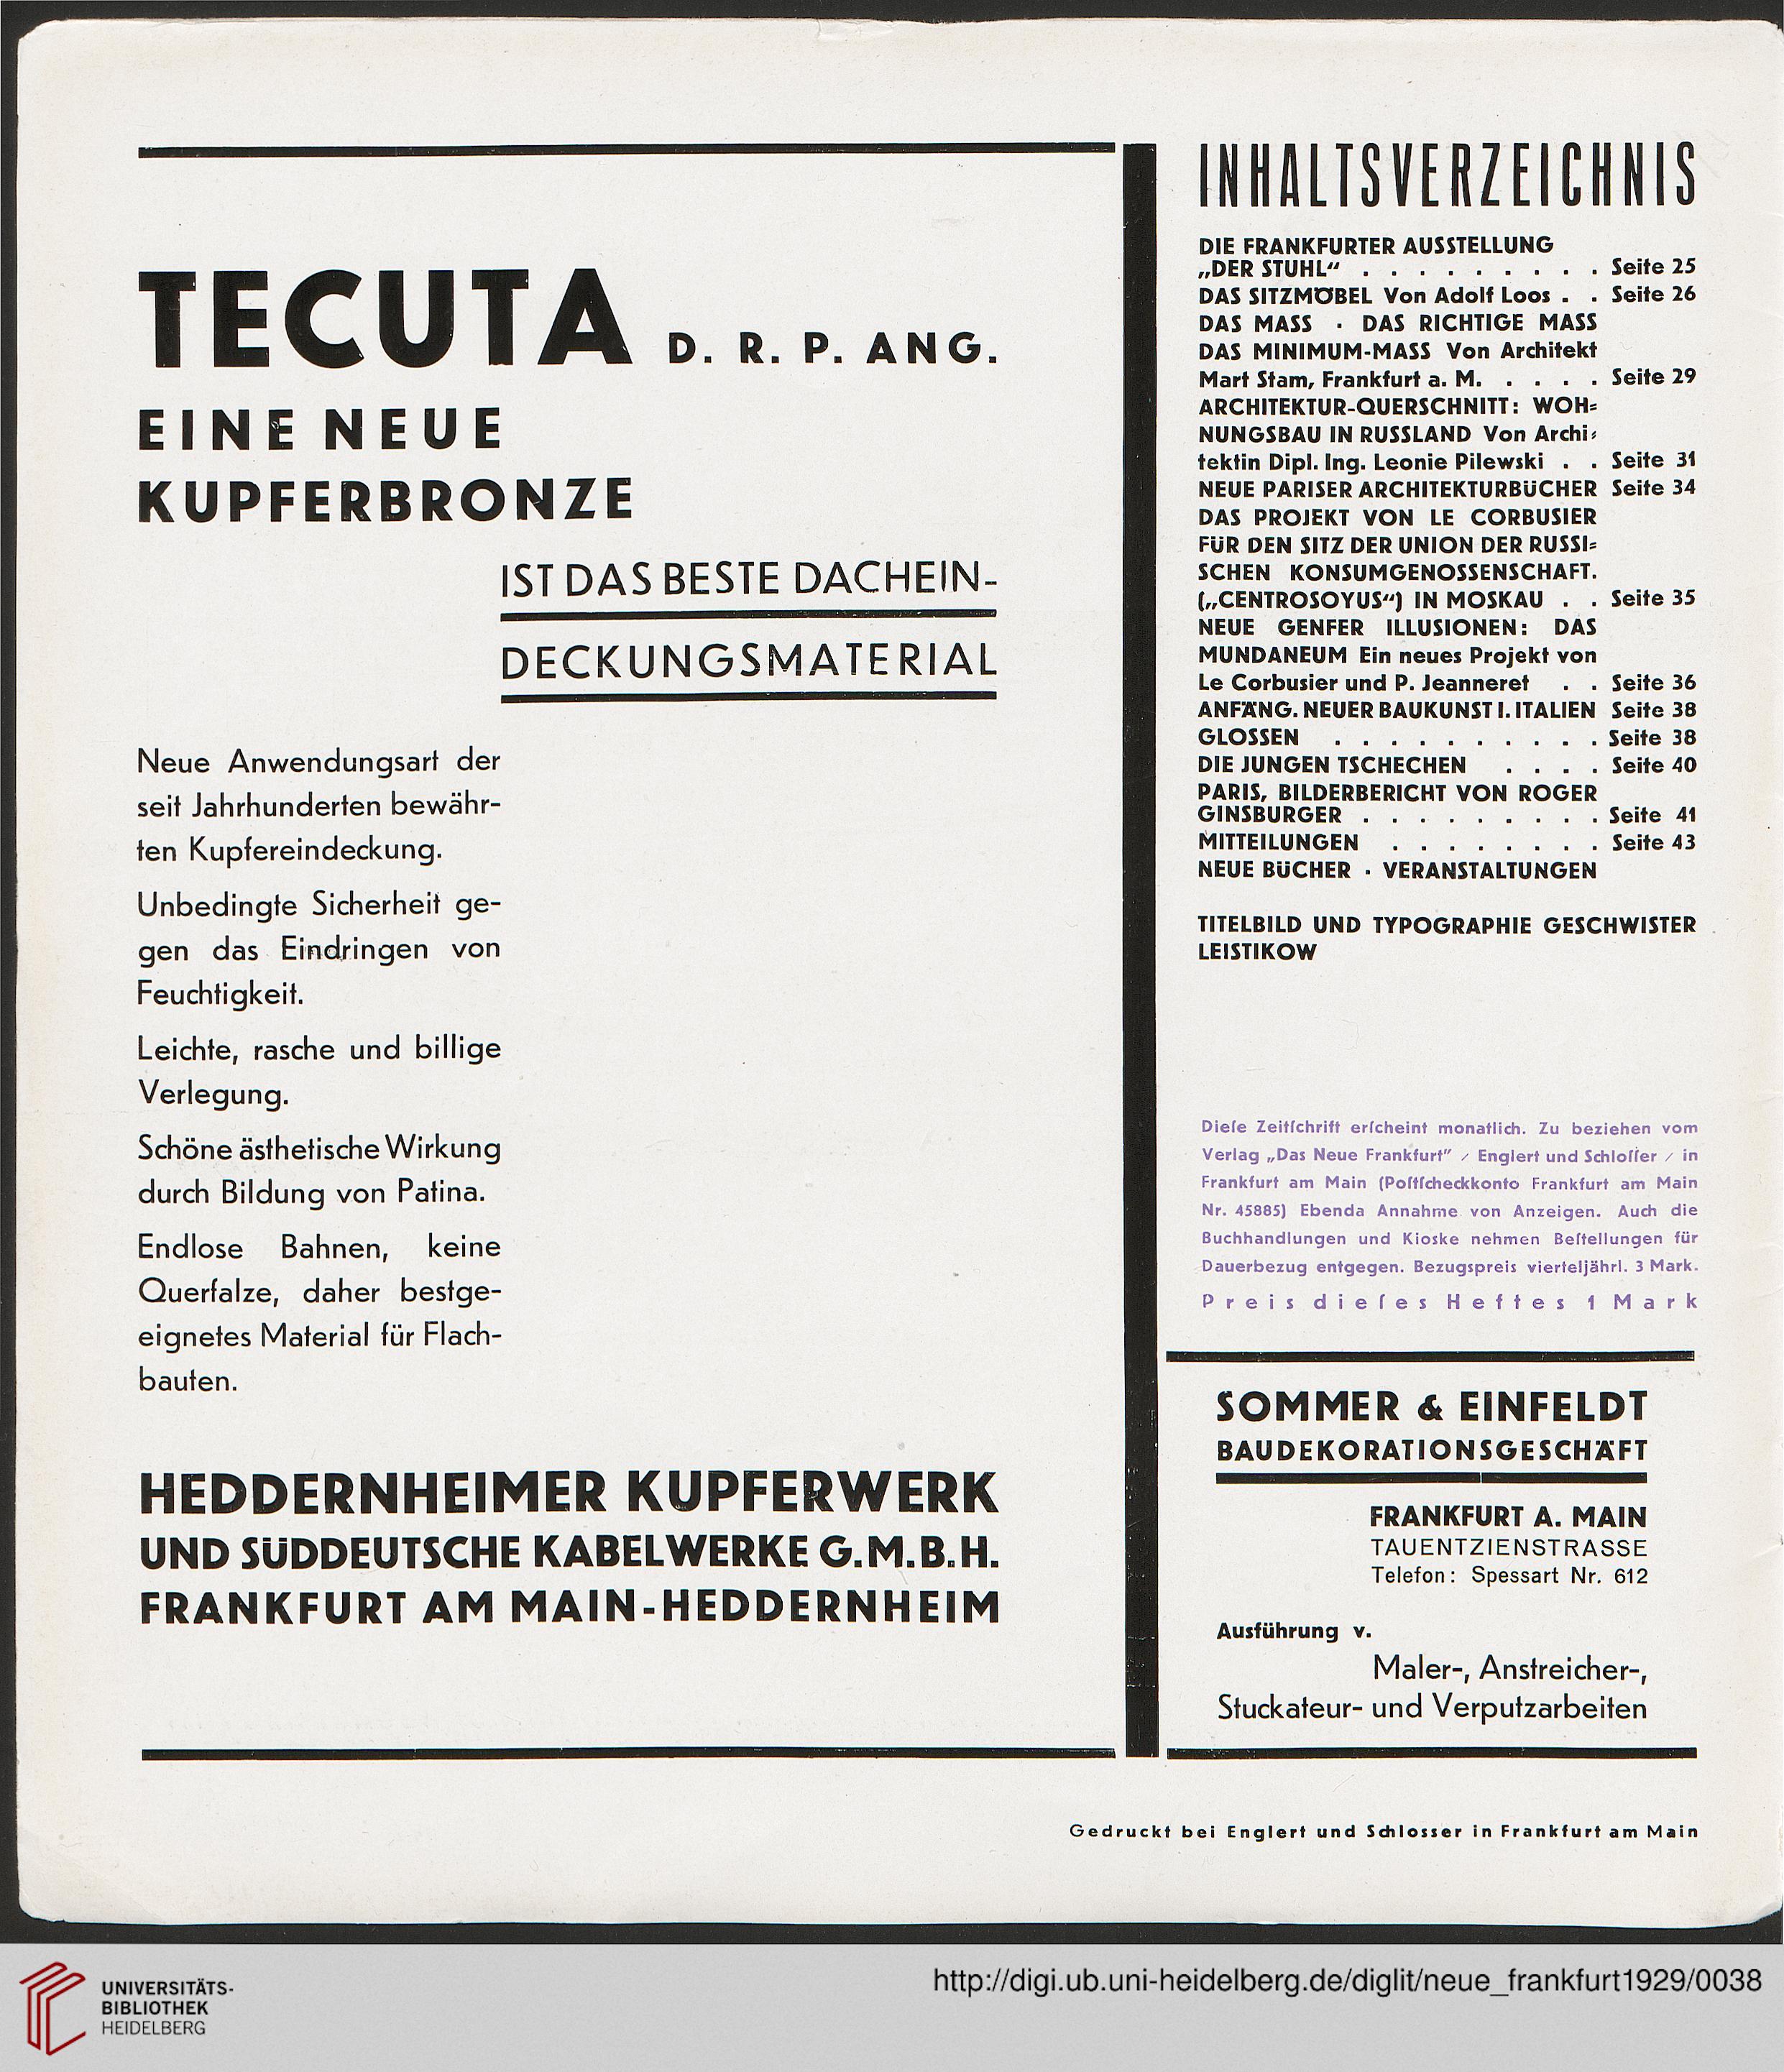 TECUTA D. R. P. ANG.
EINE NEUE
KUPFERBRONZE
IST DAS BESTE DACHEIN-
DECKUNGSMATERIAL
Neue Anwendungsart der
seit Jahrhunderten bewähr-
ten Kupfereindeckung.
Unbedingte Sicherheit ge-
gen das Eindringen von
Feuchtigkeit.
Leichte, rasche und billige
Verlegung.
Schöne ästhetische Wirkung
durch Bildung von Patina.
Endlose Bahnen, keine
Querfalze, daher bestge-
eignetes Material für Flach-
bauten.
HEDDERNHEIMER KUPFERWERK
UND SÜDDEUTSCHE KABELWERKE G.M.B.H.
FRANKFURT AM MAIN-HEDDERNHEIM
INHALTSVERZEICHNIS
DIE FRANKFURTER AUSSTELLUNG
„DER STUHL“ . . . . . . . . . Seite 25
DAS SITZMÖBEL Von Adolf Loos . . Seite 26
DAS MASS · DAS RICHTIGE MASS
DAS MINIMUM-MASS Von Architekt
Mart Stam, Frankfurt a. M. . . . . Seite 29
ARCHITEKTUR-QUERSCHNITT: WOH=
NUNGSBAU IN RUSSLAND Von Archi=
tektin Dipl. Ing. Leonie Pilewski . . Seite 31
NEUE PARISER ARCHITEKTURBÜCHER Seite 34
DAS PROJEKT VON LE CORBUSIER
FÜR DEN SITZ DER UNION DER RUSSI=
SCHEN KONSUMGENOSSENSCHAFT.
(„CENTROSOYUS“) IN MOSKAU . . Seite 35
NEUE GENFER ILLUSIONEN: DAS
MUNDANEUM Ein neues Projekt von
Le Corbusier und P. Jeanneret . . Seite 36
ANFÄNG. NEUER BAUKUNST I. ITALIEN Seite 38
GLOSSEN . . . . . . . . . . Seite 38
DIE JUNGEN TSCHECHEN . . . . Seite 40
PARIS, BILDERBERICHT VON ROGER
GINSBURGER . . . . . . . . . Seite 41
MITTEILUNGEN . . . . . . . . Seite 43
NEUE BÜCHER · VERANSTALTUNGEN
TITELBILD UND TYPOGRAPHIE GESCHWISTER
LEISTIKOW
Dieſe Zeitſchrift erſcheint monatlich. Zu beziehen vom
Verlag „Das Neue Frankfurt” / Englert und Schloſſer / in
Frankfurt am Main (Poſtſcheckkonto Frankfurt am Main
Nr. 45885) Ebenda Annahme von Anzeigen. Auch die
Buchhandlungen und Kioske nehmen Beſtellungen für
Dauerbezug entgegen. Bezugspreis vierteljährl. 3 Mark.
Preis dieſes Heftes 1 Mark
SOMMER & EINFELDT
BAUDEKORATIONSGESCHÄFT
FRANKFURT A. MAIN
TAUENTZIENSTRASSE
Telefon: Spessart Nr. 612
Ausführung v.
Maler-, Anstreicher-,
Stuckateur- und Verputzarbeiten
Gedruckt bei Englert und Schlosser in Frankfurt am Main
UNIVERSITÄTS-
BIBLIOTHEK
HEIDELBERG
http://digi.ub.uni-heidelberg.de/diglit/neue_frankfurt1929/0038